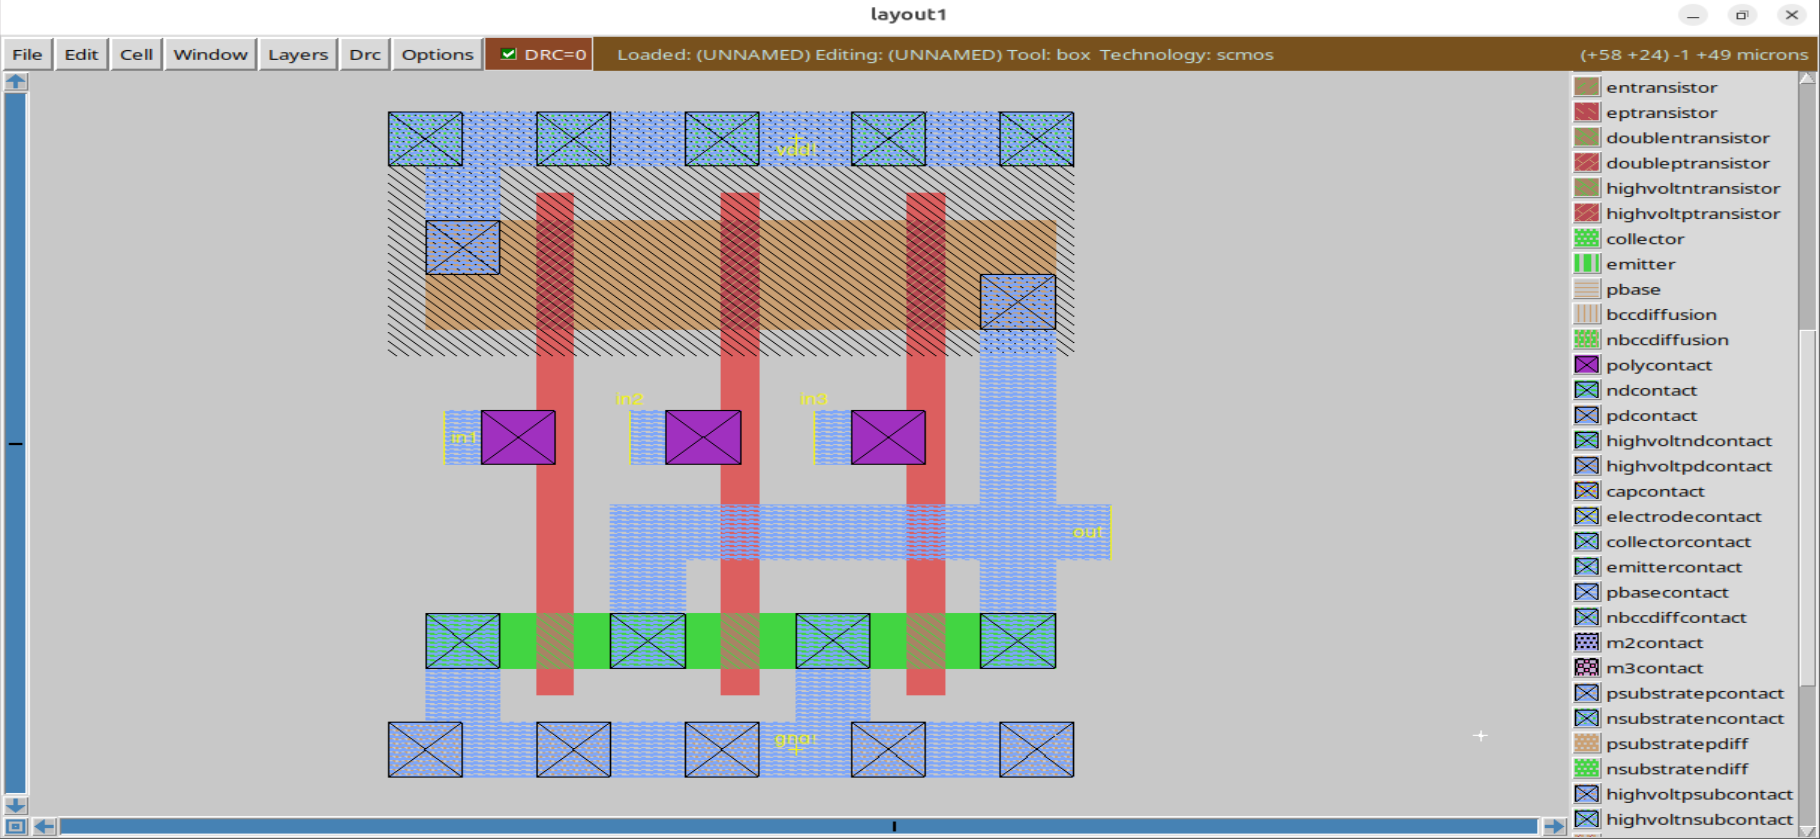 layout1
File Edit Cell Window Layers Drc Options DRC=0 Loaded: (UNNAMED) Editing: (UNNAMED) Tool: box Technology: scmos (+58 +24) -1 +49 microns
vdd!
in1
in2
in3
out
gnd!
entransistor
eptransistor
doublentransistor
doubleptransistor
highvoltntransistor
highvoltptransistor
collector
emitter
pbase
bccdiffusion
nbccdiffusion
polycontact
ndcontact
pdcontact
highvoltndcontact
highvoltpdcontact
capcontact
electrodecontact
collectorcontact
emittercontact
pbasecontact
nbccdiffcontact
m2contact
m3contact
psubstratepcontact
nsubstratencontact
psubstratepdiff
nsubstratendiff
highvoltpsubcontact
highvoltnsubcontact